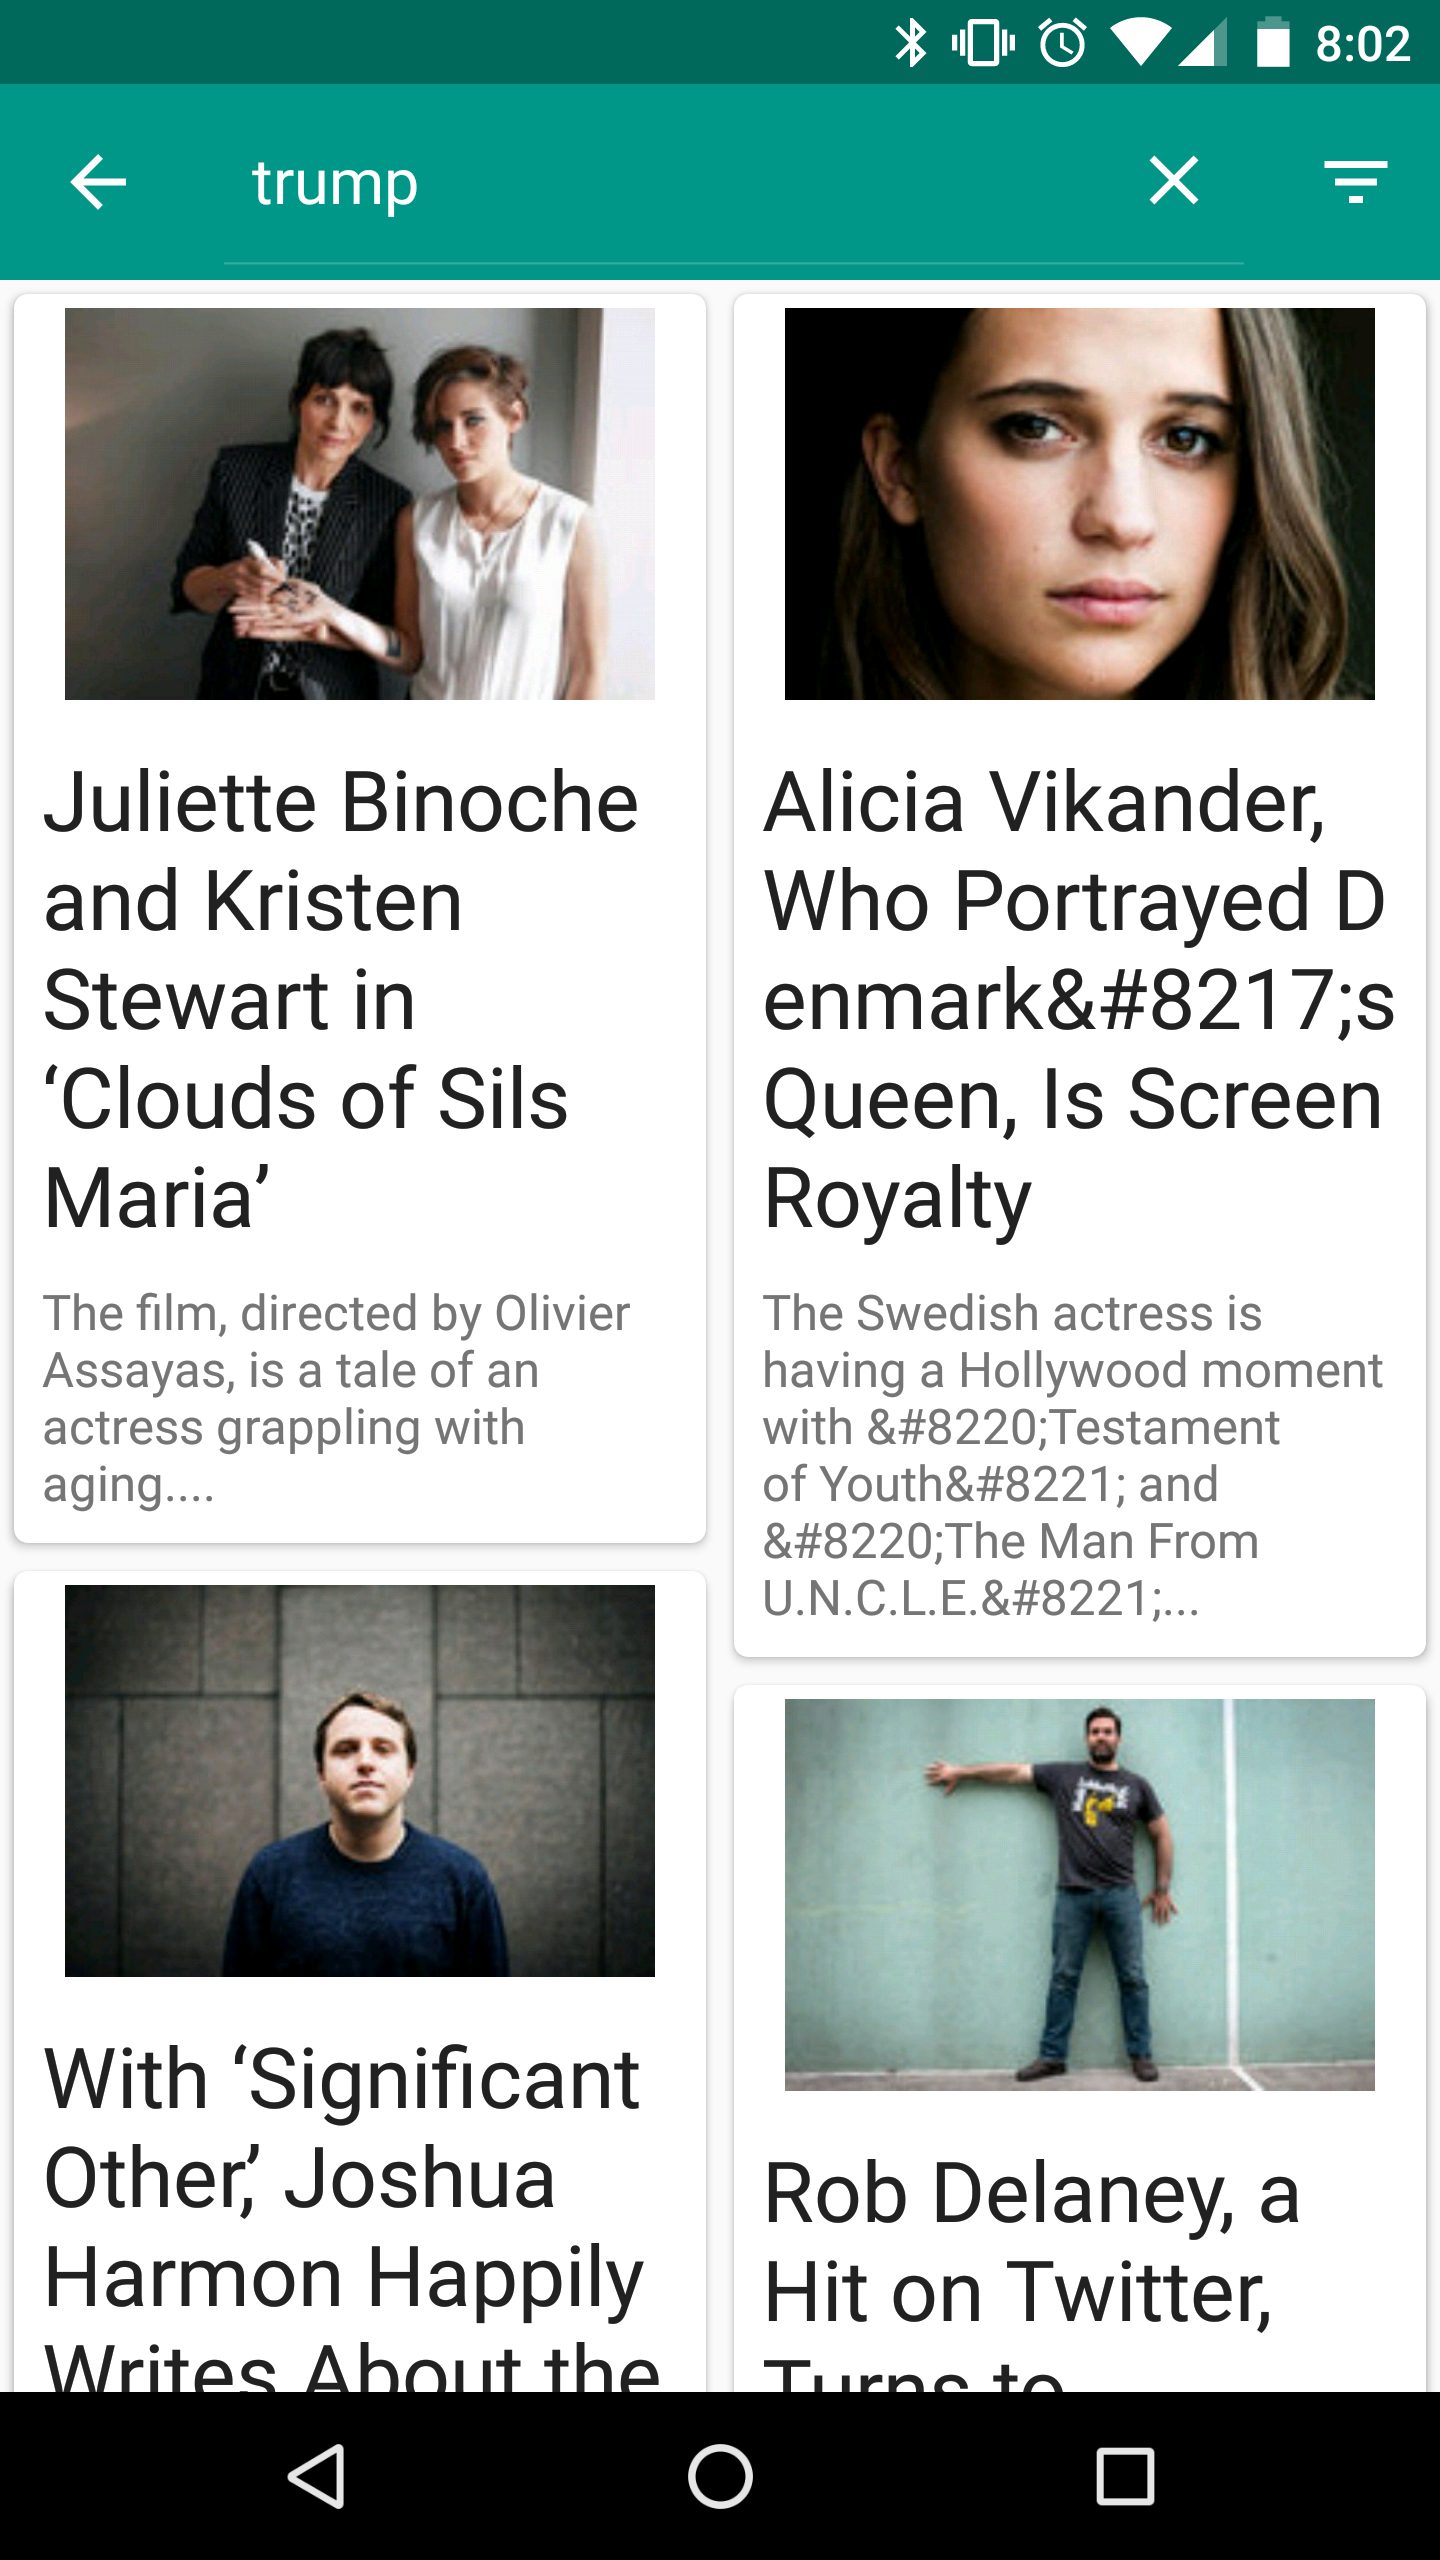 8:02
trump
Juliette Binoche
and Kristen
Stewart in
‘Clouds of Sils
Maria’
The film, directed by Olivier
Assayas, is a tale of an
actress grappling with
aging....
Alicia Vikander,
Who Portrayed D
enmark&#8217;s
Queen, Is Screen
Royalty
The Swedish actress is
having a Hollywood moment
with &#8220;Testament
of Youth&#8221; and
&#8220;The Man From
U.N.C.L.E.&#8221;...
With ‘Significant
Other,’ Joshua
Harmon Happily
Writes About the
Rob Delaney, a
Hit on Twitter,
Turns to